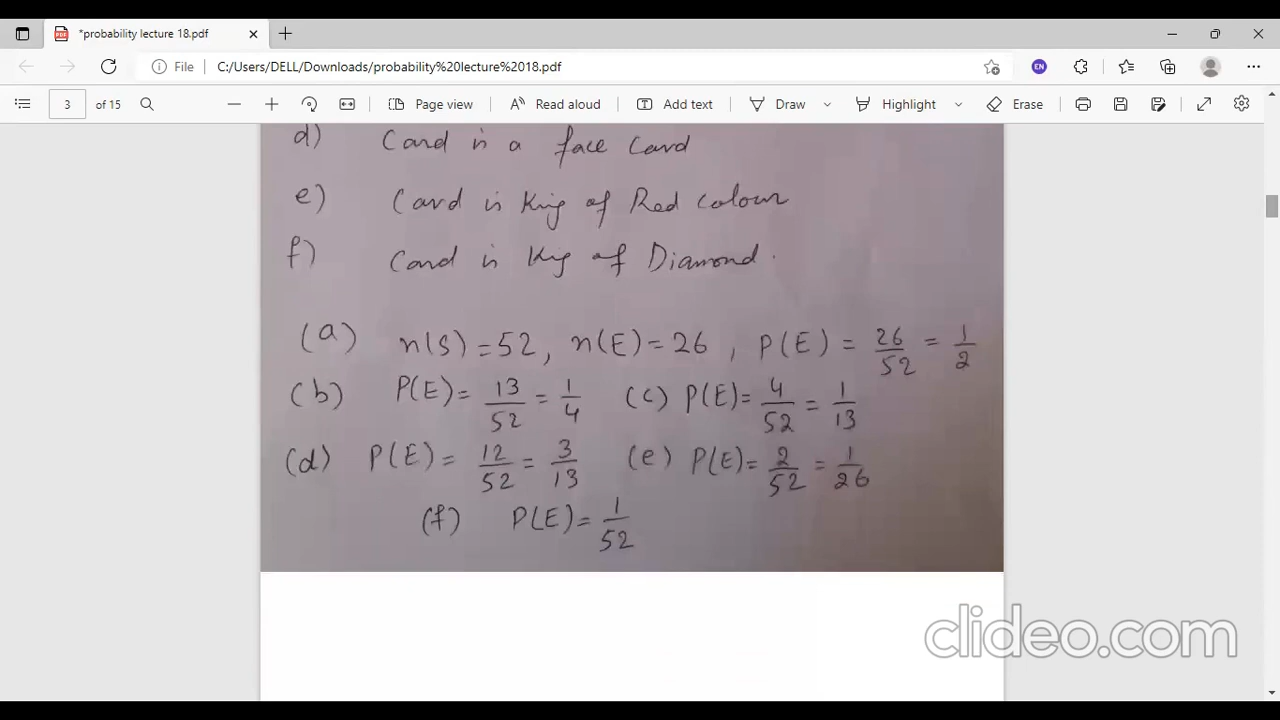 *probability lecture 18.pdf
File C:/Users/DELL/Downloads/probability%20lecture%2018.pdf EN
3 of 15 Page view Read aloud Add text Draw Highlight Erase
d) Card is a face Card
e) Card is King of Red colour
f) Card is King of Diamond.
(a) n(S) = 52, n(E) = 26, P(E) = 26/52 = 1/2
(b) P(E) = 13/52 = 1/4 (c) P(E) = 4/52 = 1/13
(d) P(E) = 12/52 = 3/13 (e) P(E) = 2/52 = 1/26
(f) P(E) = 1/52
clideo.com